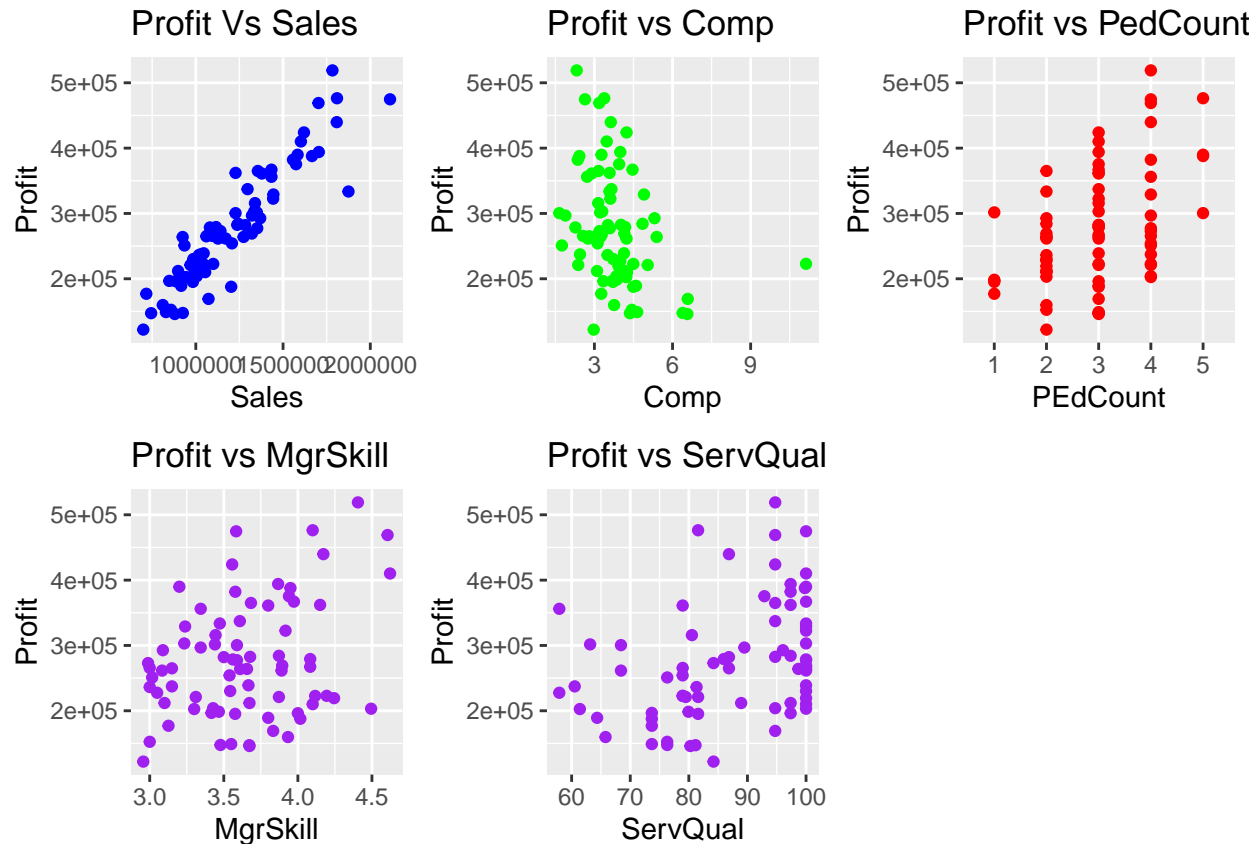 Profit Vs Sales
5e+05
4e+05
3e+05
2e+05
Profit
1000000 1500000 2000000
Sales
Profit vs Comp
5e+05
4e+05
3e+05
2e+05
Profit
3 6 9
Comp
Profit vs PedCount
5e+05
4e+05
3e+05
2e+05
Profit
1 2 3 4 5
PEdCount
Profit vs MgrSkill
5e+05
4e+05
3e+05
2e+05
Profit
3.0 3.5 4.0 4.5
MgrSkill
Profit vs ServQual
5e+05
4e+05
3e+05
2e+05
Profit
60 70 80 90 100
ServQual